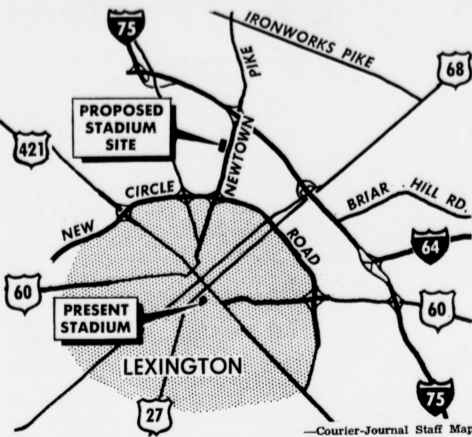 75
IRONWORKS PIKE
PIKE
68
PROPOSED
STADIUM
SITE
421
NEWTOWN
NEW CIRCLE ROAD
BRIAR HILL RD.
64
60
60
PRESENT
STADIUM
LEXINGTON
27
75
—Courier-Journal Staff Map